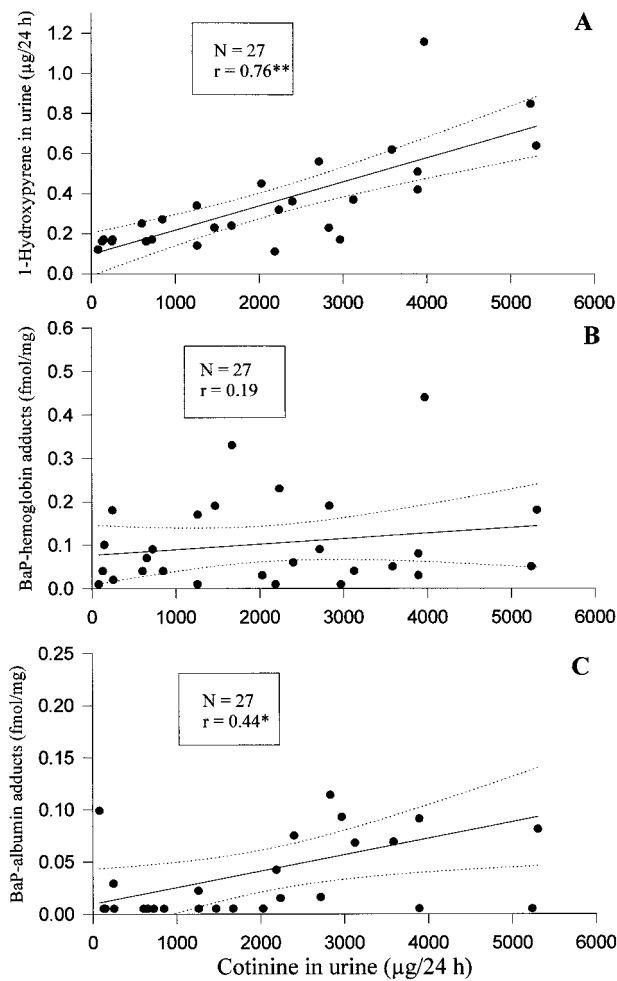 A
1-Hydroxypyrene in urine (µg/24 h)
1.2
1.0
0.8
0.6
0.4
0.2
0.0
N = 27
r = 0.76**
0 1000 2000 3000 4000 5000 6000
B
BaP-hemoglobin adducts (fmol/mg)
0.6
0.5
0.4
0.3
0.2
0.1
0.0
N = 27
r = 0.19
0 1000 2000 3000 4000 5000 6000
C
BaP-albumin adducts (fmol/mg)
0.25
0.20
0.15
0.10
0.05
0.00
N = 27
r = 0.44*
0 1000 2000 3000 4000 5000 6000
Cotinine in urine (µg/24 h)